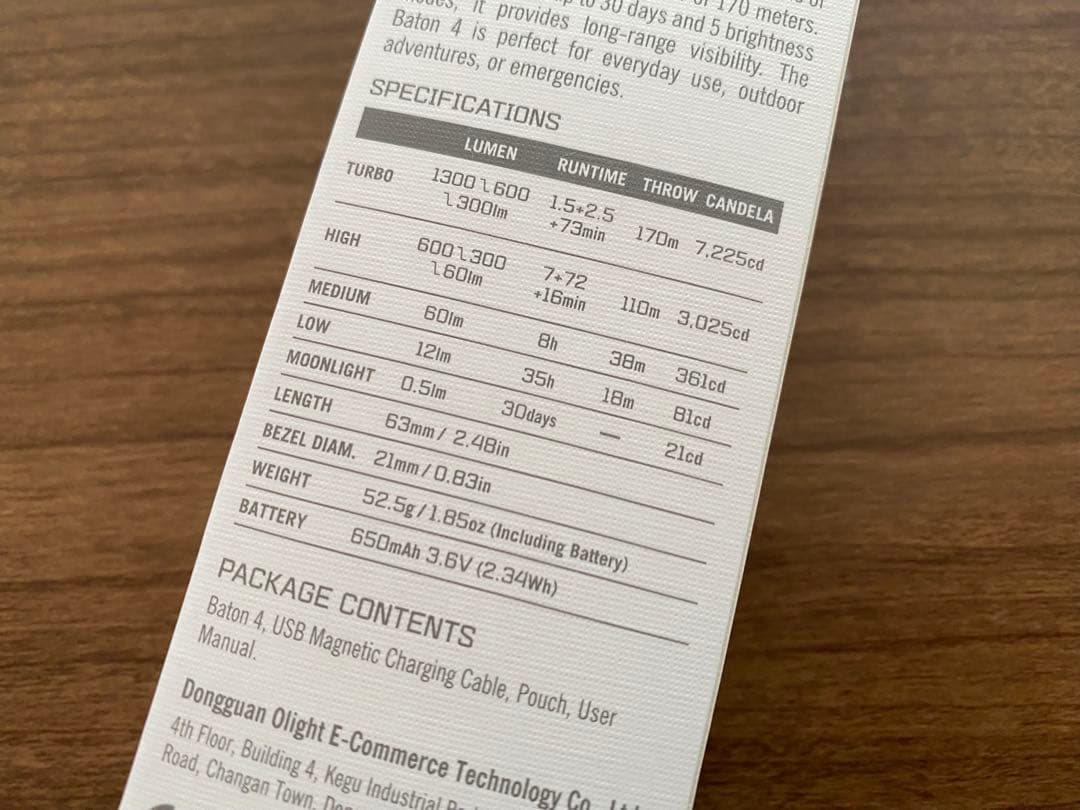 170 meters.
up to 30 days and 5 brightness
it provides long-range visibility. The
Baton 4 is perfect for everyday use, outdoor
adventures, or emergencies.
SPECIFICATIONS
LUMEN RUNTIME THROW CANDELA
TURBO 1300 ℩ 600 ℩ 300lm 1.5+2.5 +73min 170m 7,225cd
HIGH 600 ℩ 300 ℩ 60lm 7+72 +16min 110m 3,025cd
MEDIUM 60lm 8h 38m 361cd
LOW 12lm 35h 18m 81cd
MOONLIGHT 0.5lm 30days — 21cd
LENGTH 63mm / 2.48in
BEZEL DIAM. 21mm / 0.83in
WEIGHT 52.5g / 1.85oz (Including Battery)
BATTERY 650mAh 3.6V (2.34Wh)
PACKAGE CONTENTS
Baton 4, USB Magnetic Charging Cable, Pouch, User
Manual.
Dongguan Olight E-Commerce Technology Co
4th Floor, Building 4, Kegu Industrial
Road, Changan Town,